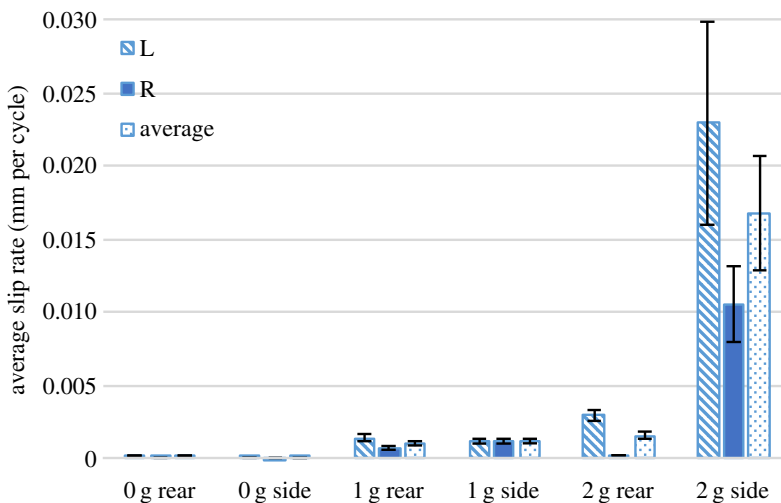 0.030
0.025
0.020
0.015
0.010
0.005
0
average slip rate (mm per cycle)
L
R
average
0 g rear
0 g side
1 g rear
1 g side
2 g rear
2 g side